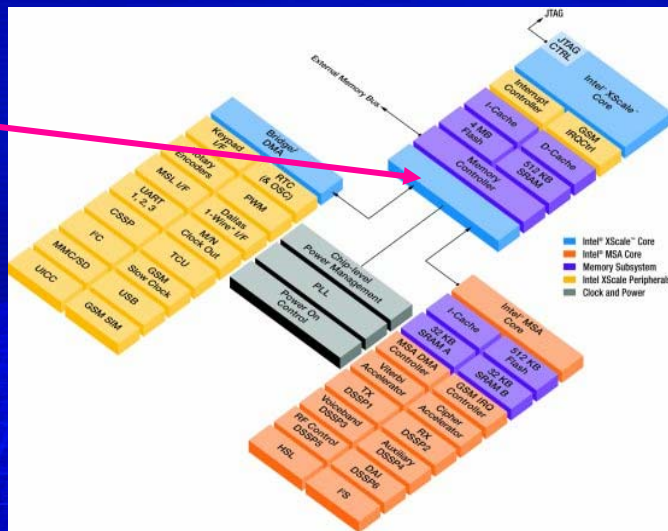 JTAG
JTAG
CTRL
Intel® XScale™
Core
External Memory Bus
Interrupt
Controller
GSM
IRQCtrl
I-Cache
D-Cache
4 MB
Flash
512 KB
SRAM
Memory
Controller
Bridge/
DMA
Keypad
I/F
RTC
(& OSC)
Rotary
Encoders
PWM
MSL I/F
Dallas
1-Wire® I/F
UART
1, 2, 3
M/N
Clock Out
CSSP
TCU
I²C
GSM
Slow Clock
MMC/SD
USB
UICC
GSM SIM
Chip-level
Power Management
PLL
Power On
Control
Intel® XScale™ Core
Intel® MSA Core
Memory Subsystem
Intel XScale Peripherals
Clock and Power
Intel® MSA
Core
I-Cache
512 KB
Flash
32 KB
SRAM A
32 KB
SRAM B
MSA DMA
Controller
GSM IRQ
Controller
Viterbi
Accelerator
Cipher
Accelerator
TX
DSSP1
RX
DSSP2
Voiceband
DSSP3
Auxiliary
DSSP4
RF Control
DSSP5
DAI
DSSP6
HSL
I²S